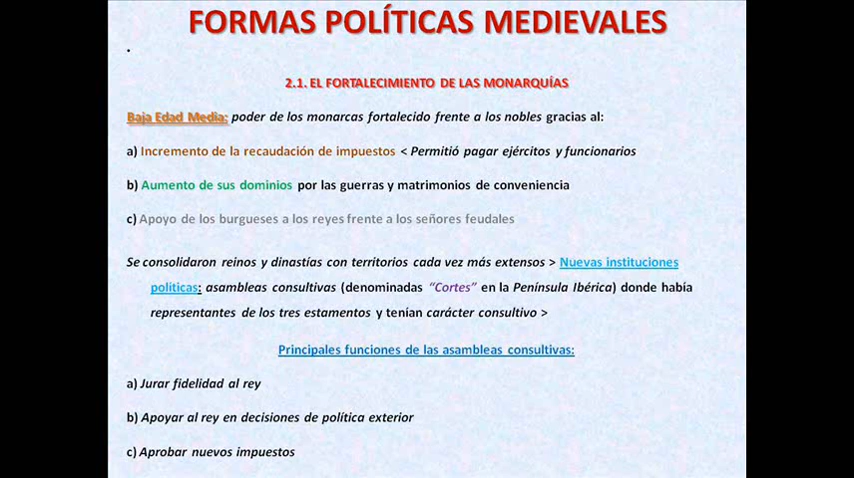 FORMAS POLÍTICAS MEDIEVALES
.
2.1. EL FORTALECIMIENTO DE LAS MONARQUÍAS
Baja Edad Media: poder de los monarcas fortalecido frente a los nobles gracias al:
a) Incremento de la recaudación de impuestos < Permitió pagar ejércitos y funcionarios
b) Aumento de sus dominios por las guerras y matrimonios de conveniencia
c) Apoyo de los burgueses a los reyes frente a los señores feudales
Se consolidaron reinos y dinastías con territorios cada vez más extensos > Nuevas instituciones
políticas: asambleas consultivas (denominadas “Cortes” en la Península Ibérica) donde había
representantes de los tres estamentos y tenían carácter consultivo >
Principales funciones de las asambleas consultivas:
a) Jurar fidelidad al rey
b) Apoyar al rey en decisiones de política exterior
c) Aprobar nuevos impuestos